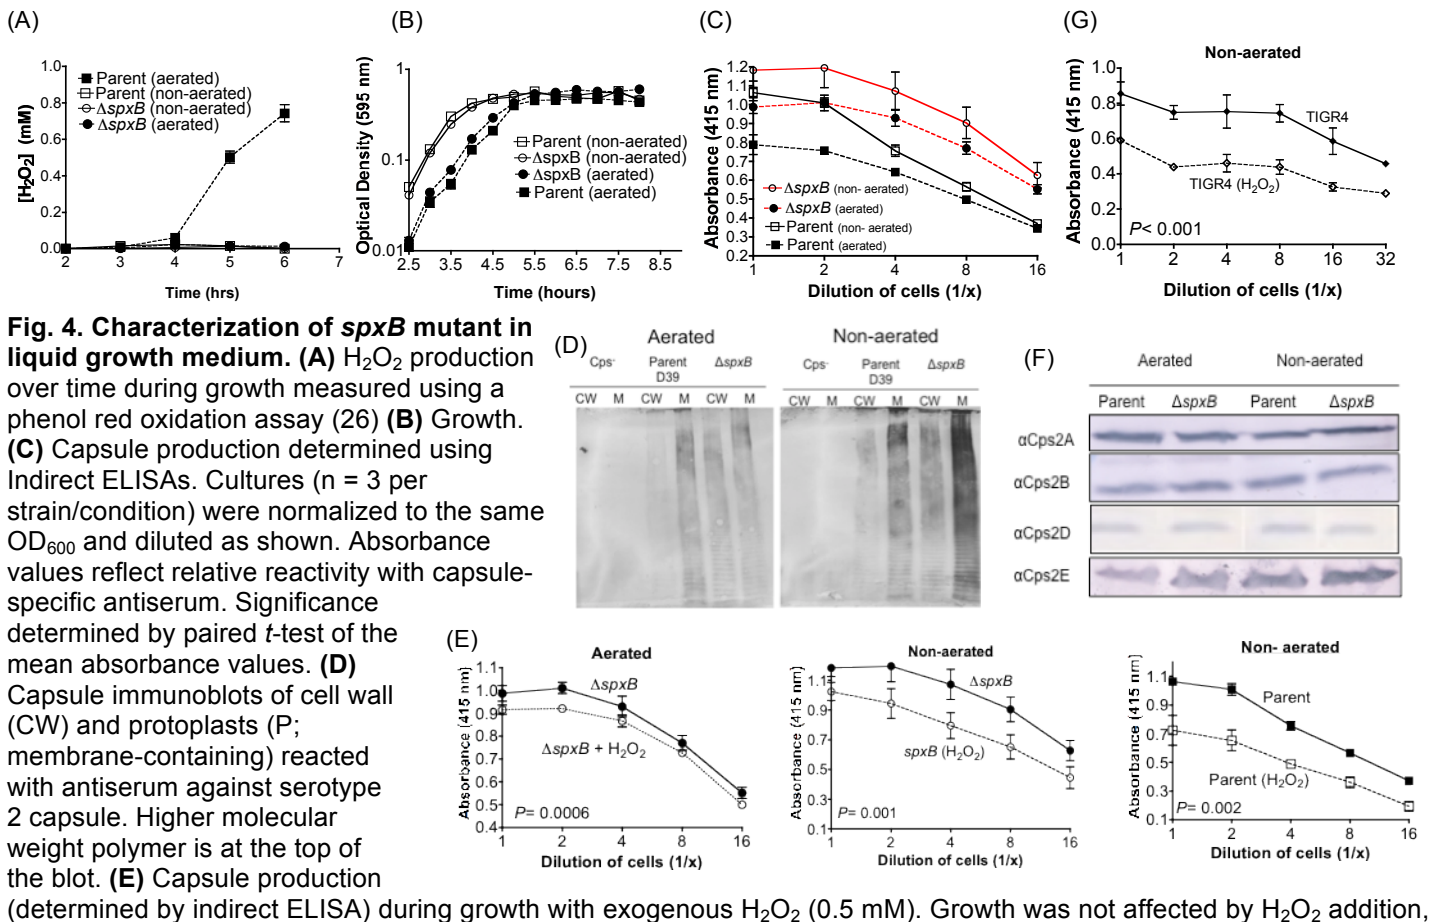 (A)
1.0
0.8
0.6
0.4
0.2
0.0
[H₂O₂] (mM)
Parent (aerated)
Parent (non-aerated)
ΔspxB (non-aerated)
ΔspxB (aerated)
2 3 4 5 6 7
Time (hrs)
(B)
1
0.1
0.01
Optical Density (595 nm)
Parent (non-aerated)
ΔspxB (non-aerated)
ΔspxB (aerated)
Parent (aerated)
2.5 3.5 4.5 5.5 6.5 7.5 8.5
Time (hours)
(C)
1.2
1.1
1.0
0.9
0.8
0.7
0.6
0.5
0.4
0.3
0.2
Absorbance (415 nm)
ΔspxB (non- aerated)
ΔspxB (aerated)
Parent (non- aerated)
Parent (aerated)
1 2 4 8 16
Dilution of cells (1/x)
(G)
Non-aerated
1.0
0.8
0.6
0.4
0.2
0.0
Absorbance (415 nm)
TIGR4
TIGR4 (H₂O₂)
P< 0.001
1 2 4 8 16 32
Dilution of cells (1/x)
Fig. 4. Characterization of spxB mutant in
liquid growth medium. (A) H₂O₂ production
over time during growth measured using a
phenol red oxidation assay (26) (B) Growth.
(C) Capsule production determined using
Indirect ELISAs. Cultures (n = 3 per
strain/condition) were normalized to the same
OD₆₀₀ and diluted as shown. Absorbance
values reflect relative reactivity with capsule-
specific antiserum. Significance
determined by paired t-test of the
mean absorbance values. (D)
Capsule immunoblots of cell wall
(CW) and protoplasts (P;
membrane-containing) reacted
with antiserum against serotype
2 capsule. Higher molecular
weight polymer is at the top of
the blot. (E) Capsule production
(determined by indirect ELISA) during growth with exogenous H₂O₂ (0.5 mM). Growth was not affected by H₂O₂ addition,
(D)
Aerated
Cps⁻ Parent D39 ΔspxB
CW M CW M CW M
Non-aerated
Cps⁻ Parent D39 ΔspxB
CW M CW M CW M
(F)
Aerated Non-aerated
Parent ΔspxB Parent ΔspxB
αCps2A
αCps2B
αCps2D
αCps2E
(E)
Aerated
1.1
1.0
0.9
0.8
0.7
0.6
0.5
0.4
Absorbance (415 nm)
ΔspxB
ΔspxB + H₂O₂
P= 0.0006
1 2 4 8 16
Dilution of cells (1/x)
Non-aerated
1.1
0.9
0.7
0.5
0.3
0.1
Absorbance (415 nm)
ΔspxB
spxB (H₂O₂)
P= 0.001
1 2 4 8 16
Dilution of cells (1/x)
Non- aerated
1.1
0.9
0.7
0.5
0.3
0.1
Absorbance (415 nm)
Parent
Parent (H₂O₂)
P= 0.002
1 2 4 8 16
Dilution of cells (1/x)